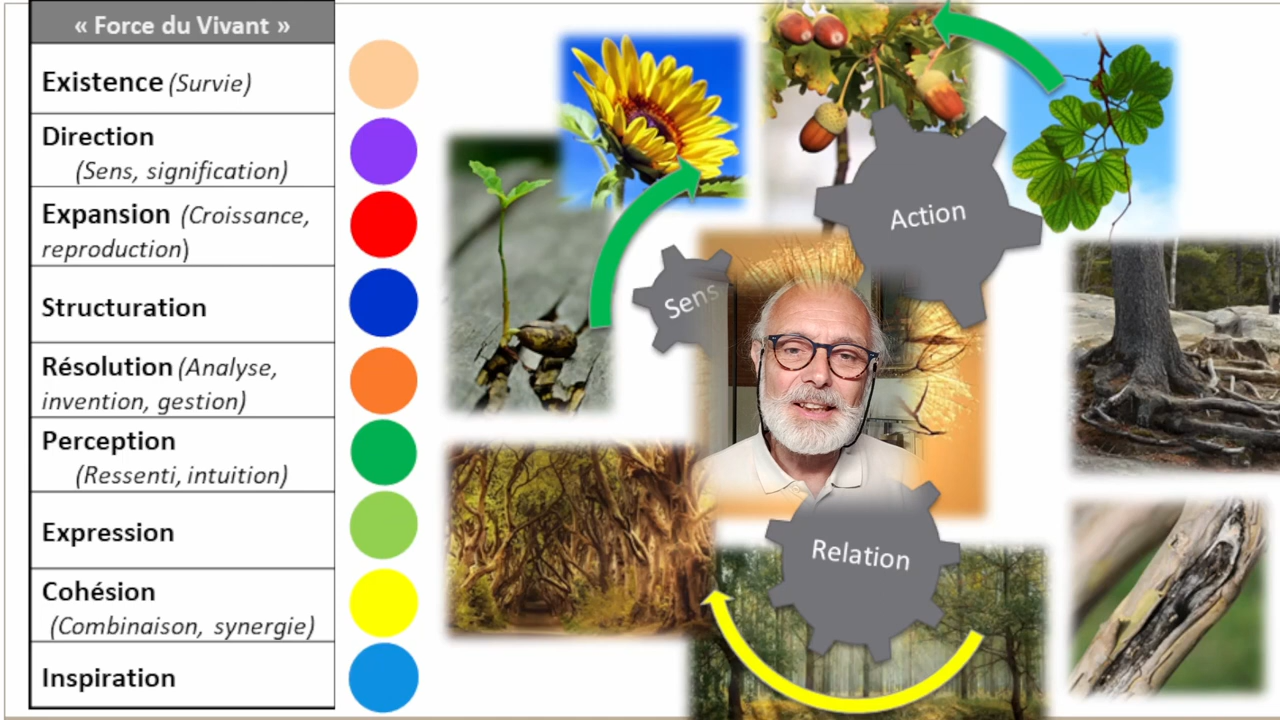 « Force du Vivant »
Existence (Survie)
Direction
(Sens, signification)
Expansion (Croissance,
reproduction)
Structuration
Résolution (Analyse,
invention, gestion)
Perception
(Ressenti, intuition)
Expression
Cohésion
(Combinaison, synergie)
Inspiration
Action
Sens
Relation